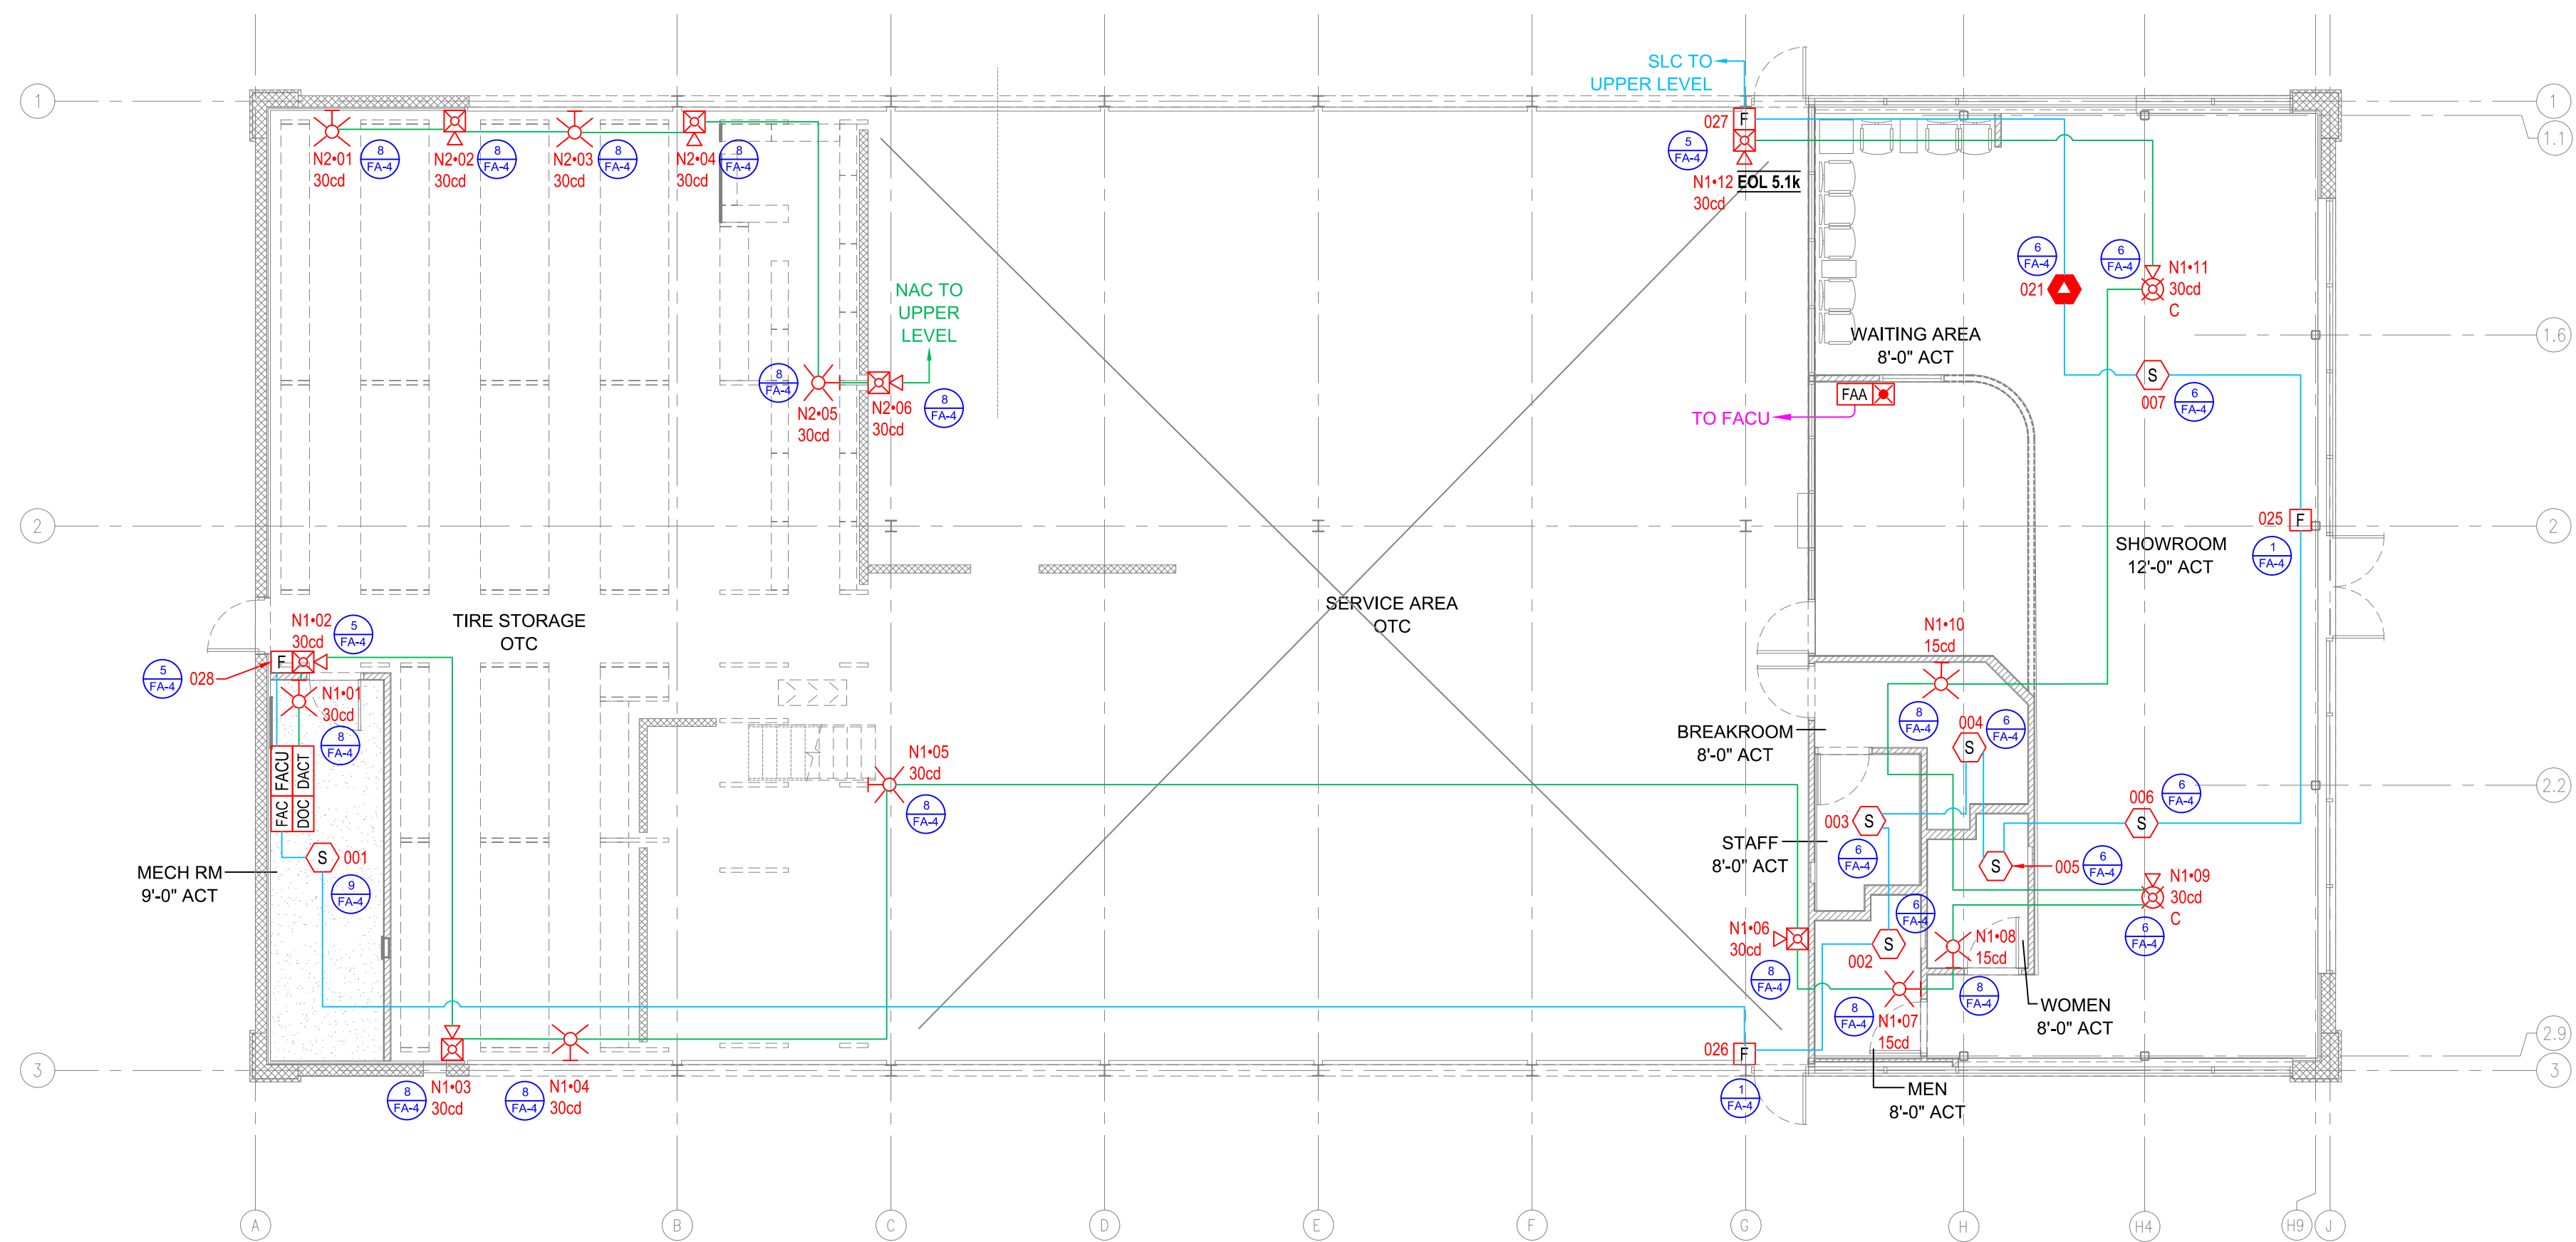 SLC TO
UPPER LEVEL
1
1
1.1
027
F
5
FA-4
N1•12 EOL 5.1k
30cd
N2•01
30cd
8
FA-4
N2•02
30cd
8
FA-4
N2•03
30cd
8
FA-4
N2•04
30cd
8
FA-4
6
FA-4
021
6
FA-4
N1•11
30cd
C
NAC TO
UPPER
LEVEL
WAITING AREA
8'-0" ACT
1.6
8
FA-4
N2•05
30cd
N2•06
30cd
8
FA-4
FAA
TO FACU
S
007
6
FA-4
2
025
F
2
1
FA-4
SHOWROOM
12'-0" ACT
TIRE STORAGE
OTC
SERVICE AREA
OTC
N1•02
30cd
5
FA-4
F
5
FA-4
028
N1•01
30cd
8
FA-4
FACU
DACT
FAC
DOC
S
001
9
FA-4
MECH RM
9'-0" ACT
N1•05
30cd
8
FA-4
N1•10
15cd
8
FA-4
BREAKROOM
8'-0" ACT
004
S
6
FA-4
003
S
6
FA-4
STAFF
8'-0" ACT
S
005
6
FA-4
006
S
6
FA-4
2.2
N1•09
30cd
C
6
FA-4
N1•06
30cd
8
FA-4
6
FA-4
S
002
N1•08
15cd
8
FA-4
8
FA-4
N1•07
15cd
WOMEN
8'-0" ACT
MEN
8'-0" ACT
026
F
1
FA-4
2.9
3
3
8
FA-4
N1•03
30cd
8
FA-4
N1•04
30cd
A
B
C
D
E
F
G
H
H4
H9
J